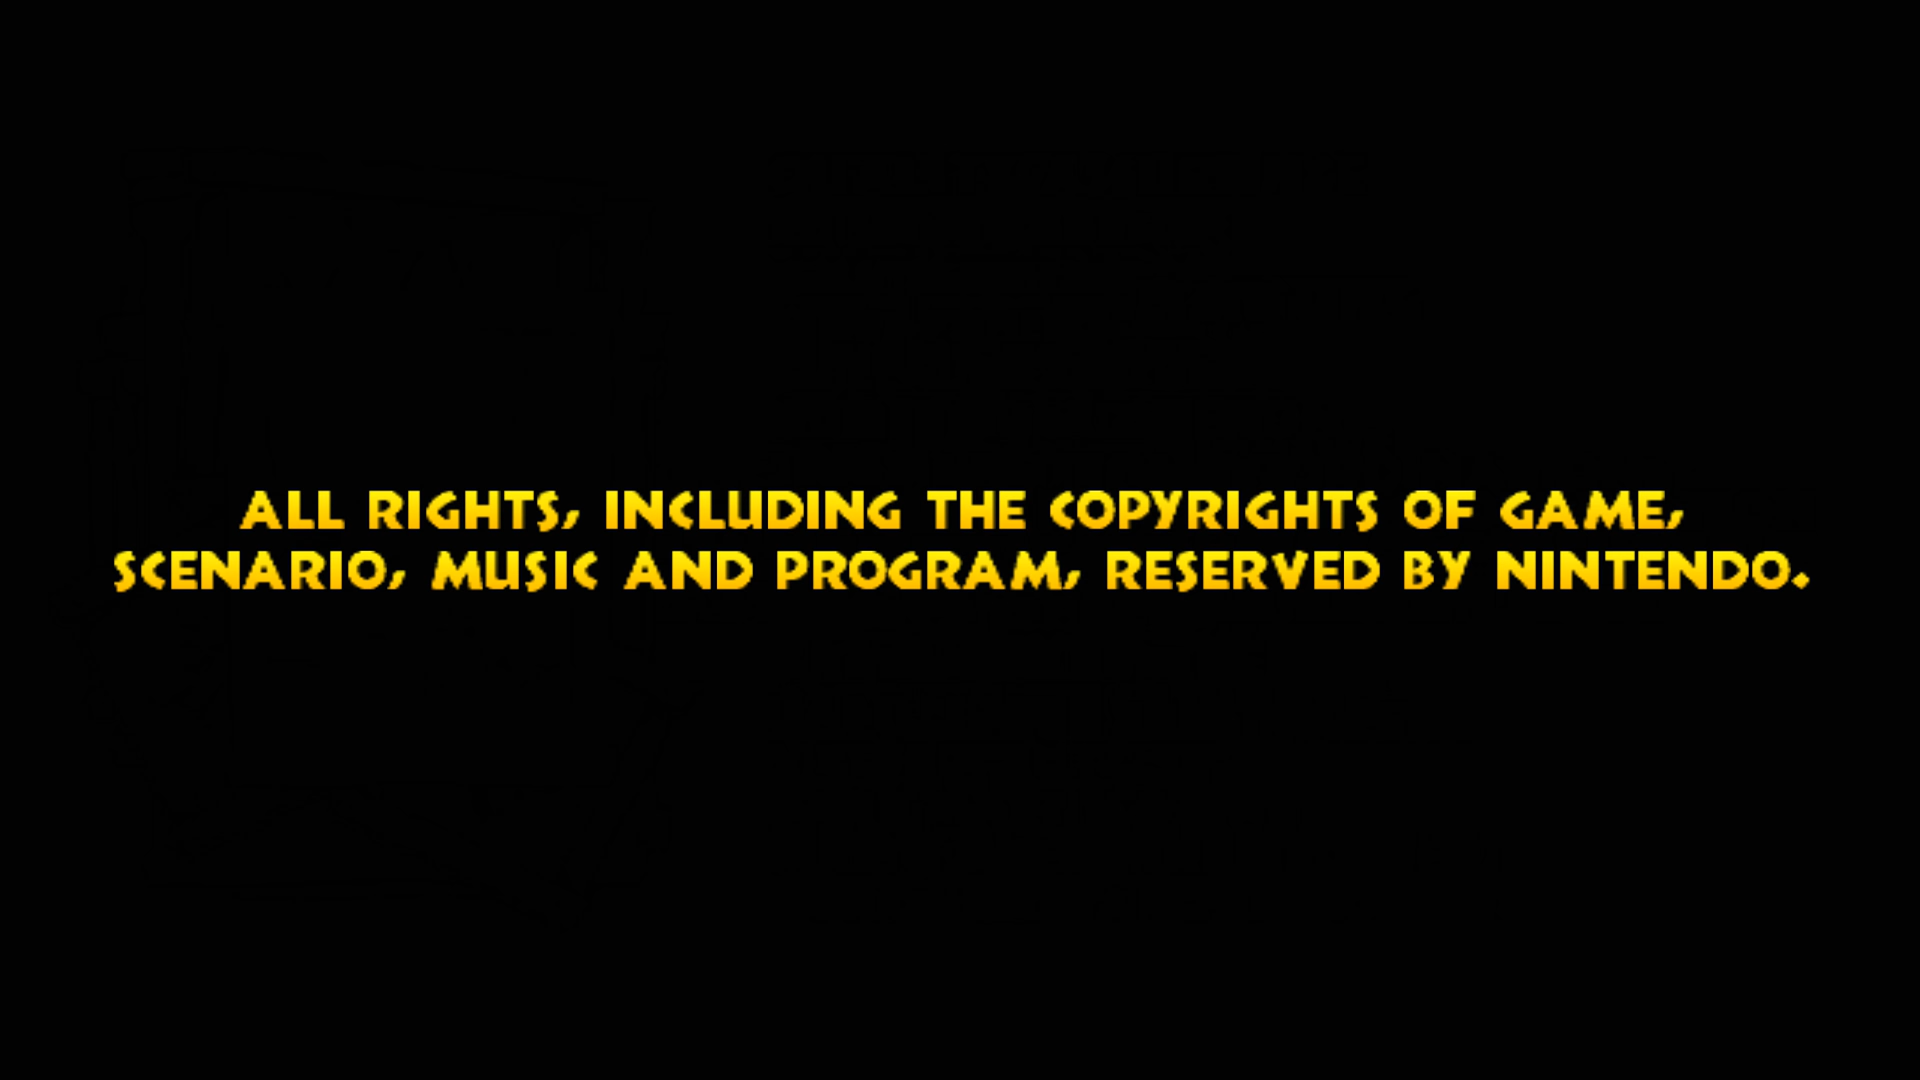 ALL RIGHTS, INCLUDING THE COPYRIGHTS OF GAME,
SCENARIO, MUSIC AND PROGRAM, RESERVED BY NINTENDO.